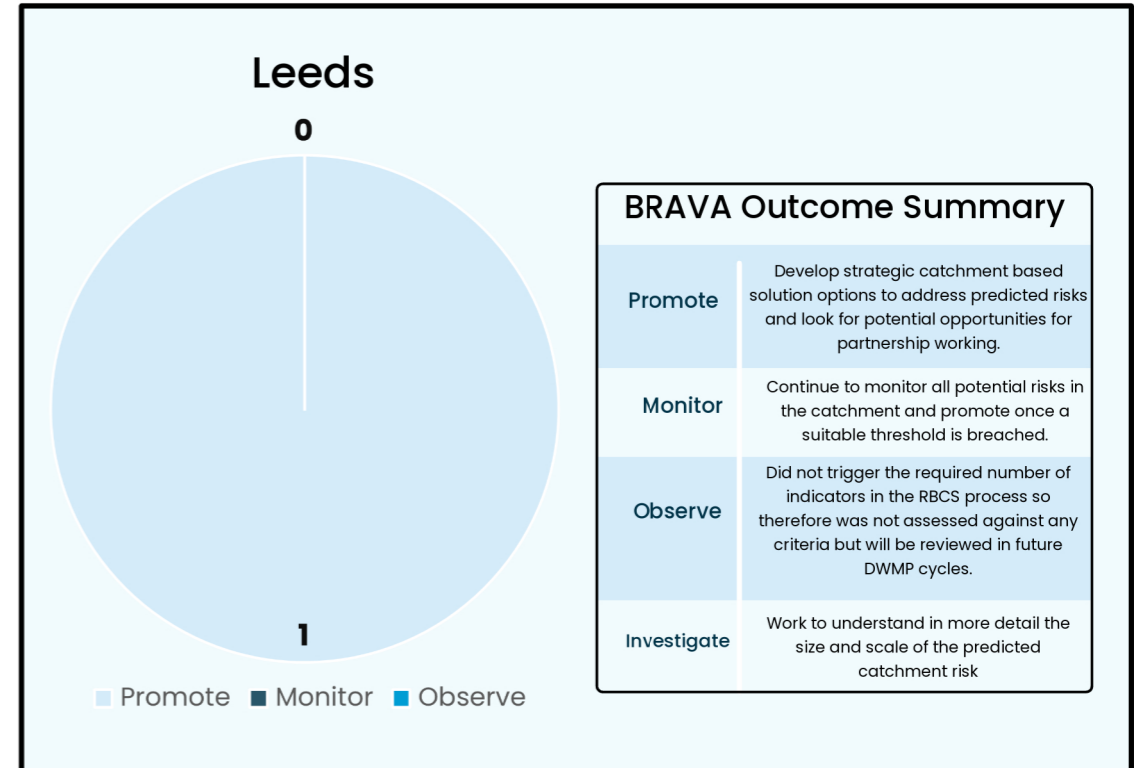 Leeds
0
1
Promote Monitor Observe
BRAVA Outcome Summary
Promote
Develop strategic catchment based
solution options to address predicted risks
and look for potential opportunities for
partnership working.
Monitor
Continue to monitor all potential risks in
the catchment and promote once a
suitable threshold is breached.
Observe
Did not trigger the required number of
indicators in the RBCS process so
therefore was not assessed against any
criteria but will be reviewed in future
DWMP cycles.
Investigate
Work to understand in more detail the
size and scale of the predicted
catchment risk